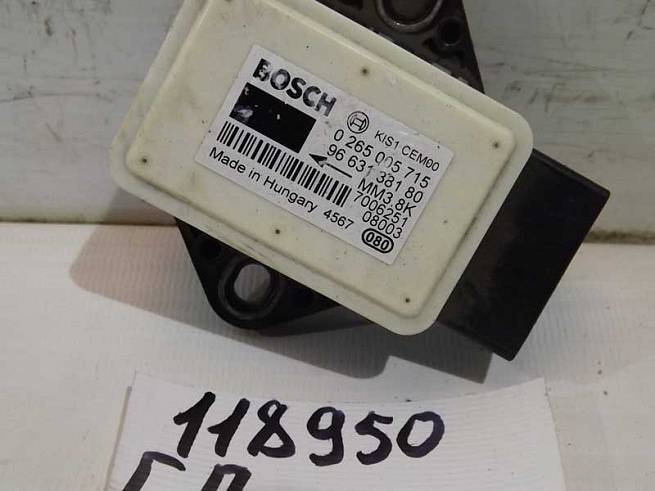 BOSCH
KIS1 CEM00
0 265 005 715
96 631 381 80
MM3.8K
7006251
08003
Made in Hungary 4567
080
118950